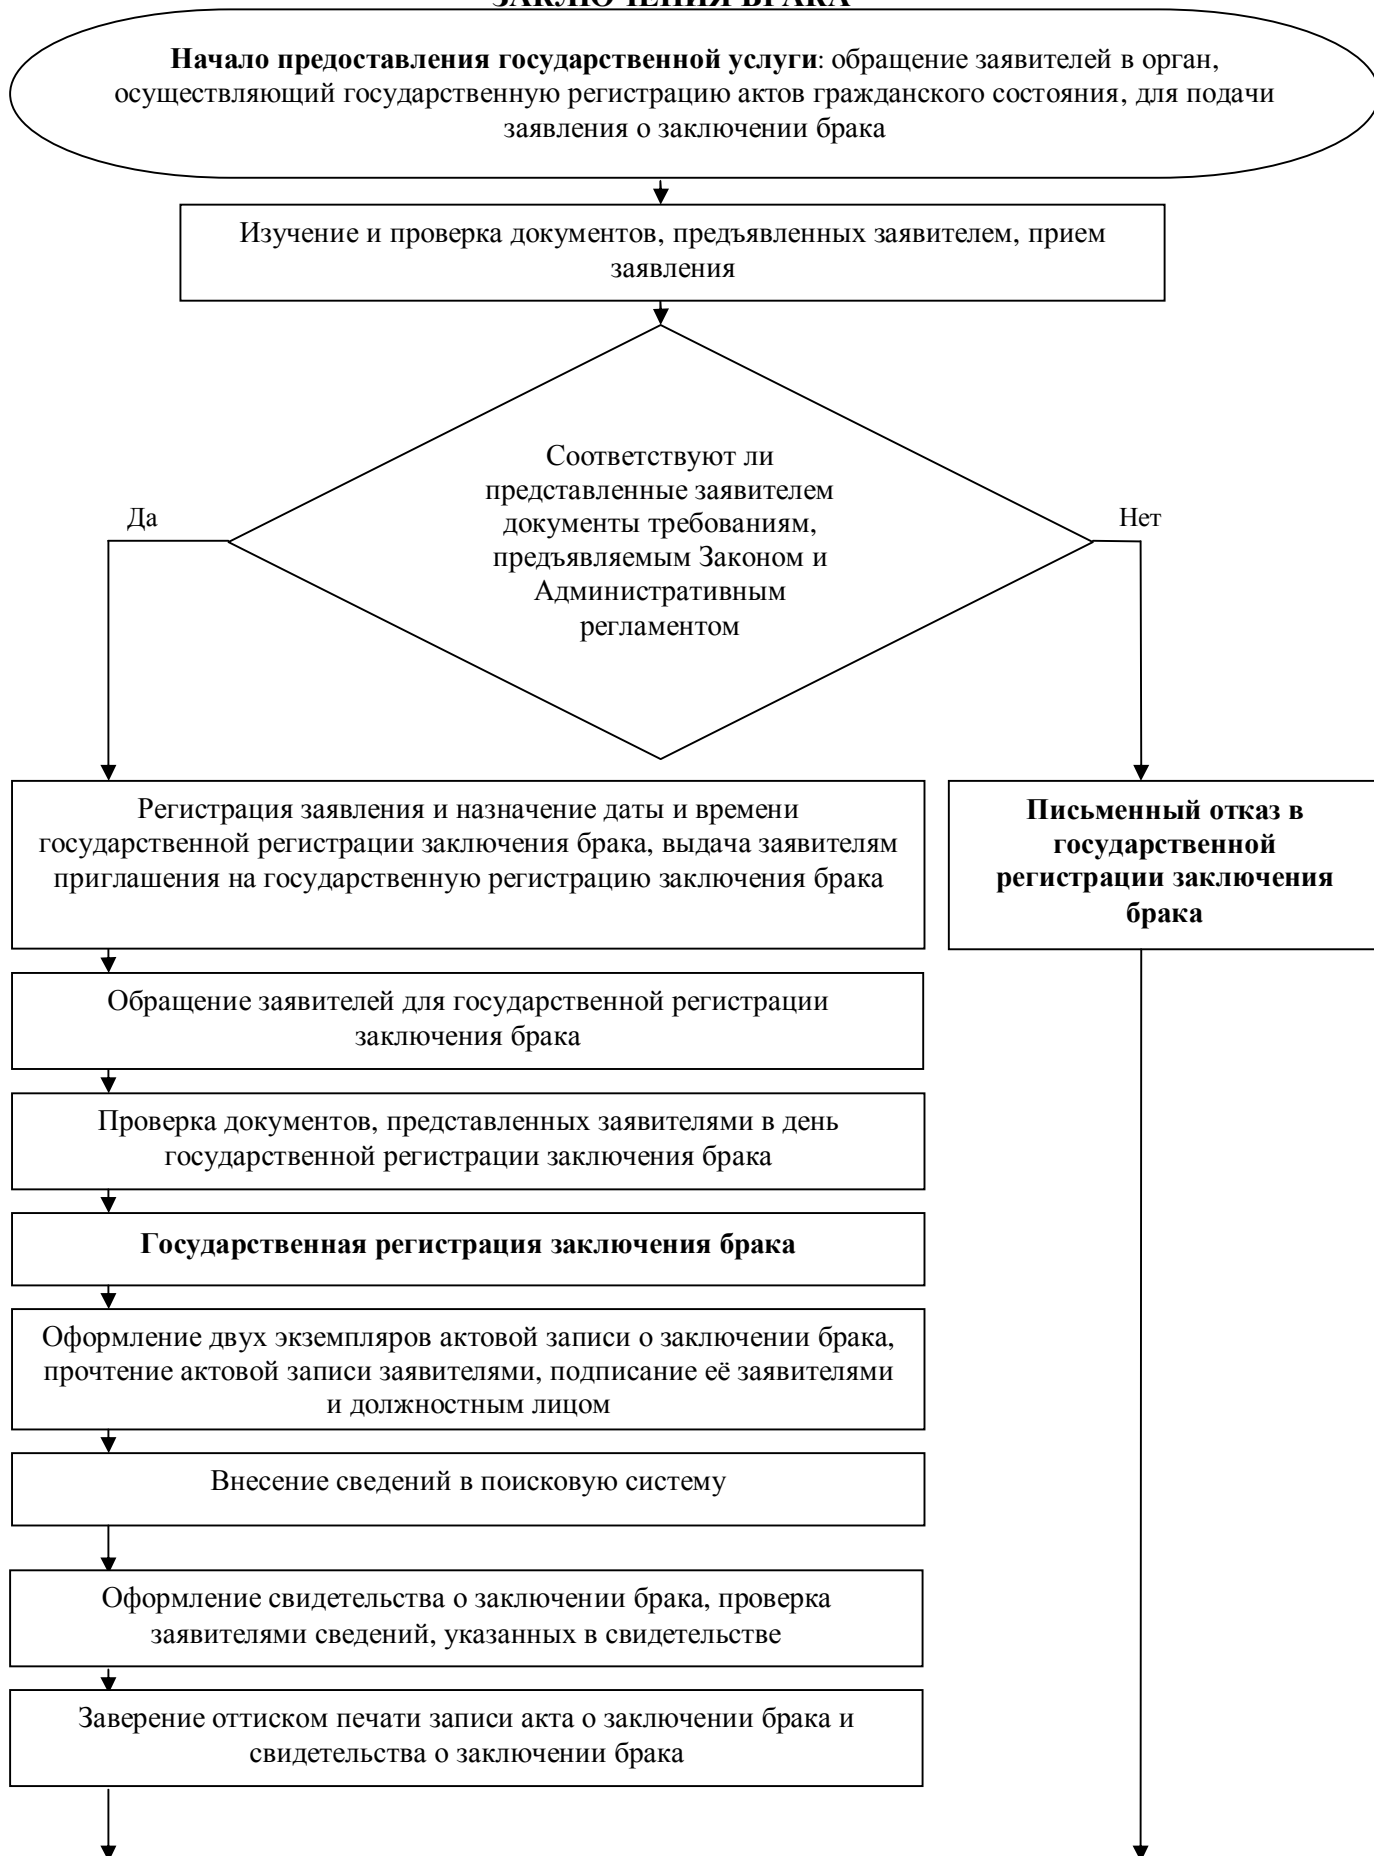 ЗАКЛЮЧЕНИЯ БРАКА
Начало предоставления государственной услуги: обращение заявителей в орган,
осуществляющий государственную регистрацию актов гражданского состояния, для подачи
заявления о заключении брака
Изучение и проверка документов, предъявленных заявителем, прием
заявления
Соответствуют ли
представленные заявителем
документы требованиям,
предъявляемым Законом и
Административным
регламентом
Да
Нет
Регистрация заявления и назначение даты и времени
государственной регистрации заключения брака, выдача заявителям
приглашения на государственную регистрацию заключения брака
Письменный отказ в
государственной
регистрации заключения
брака
Обращение заявителей для государственной регистрации
заключения брака
Проверка документов, представленных заявителями в день
государственной регистрации заключения брака
Государственная регистрация заключения брака
Оформление двух экземпляров актовой записи о заключении брака,
прочтение актовой записи заявителями, подписание её заявителями
и должностным лицом
Внесение сведений в поисковую систему
Оформление свидетельства о заключении брака, проверка
заявителями сведений, указанных в свидетельстве
Заверение оттиском печати записи акта о заключении брака и
свидетельства о заключении брака